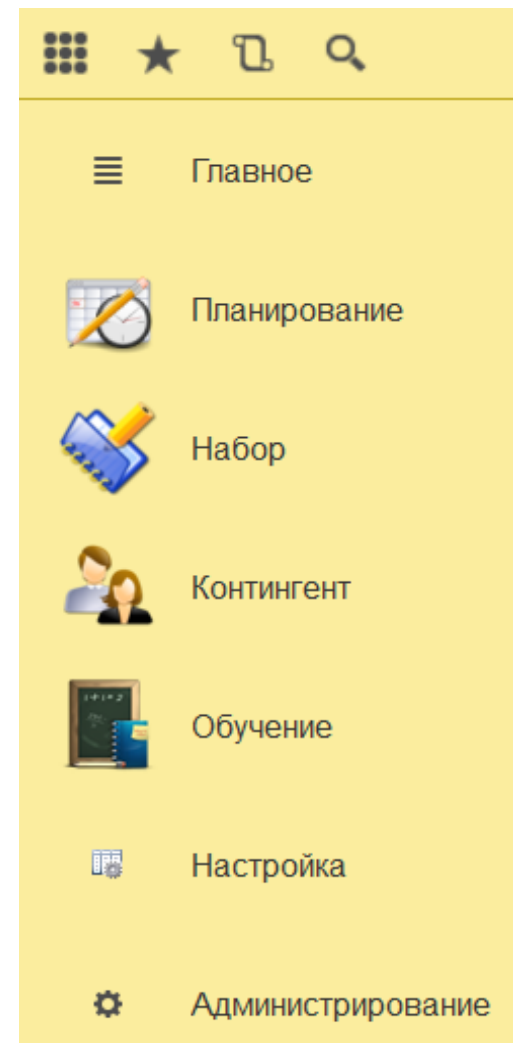 Главное
Планирование
Набор
Контингент
Обучение
Настройка
Администрирование